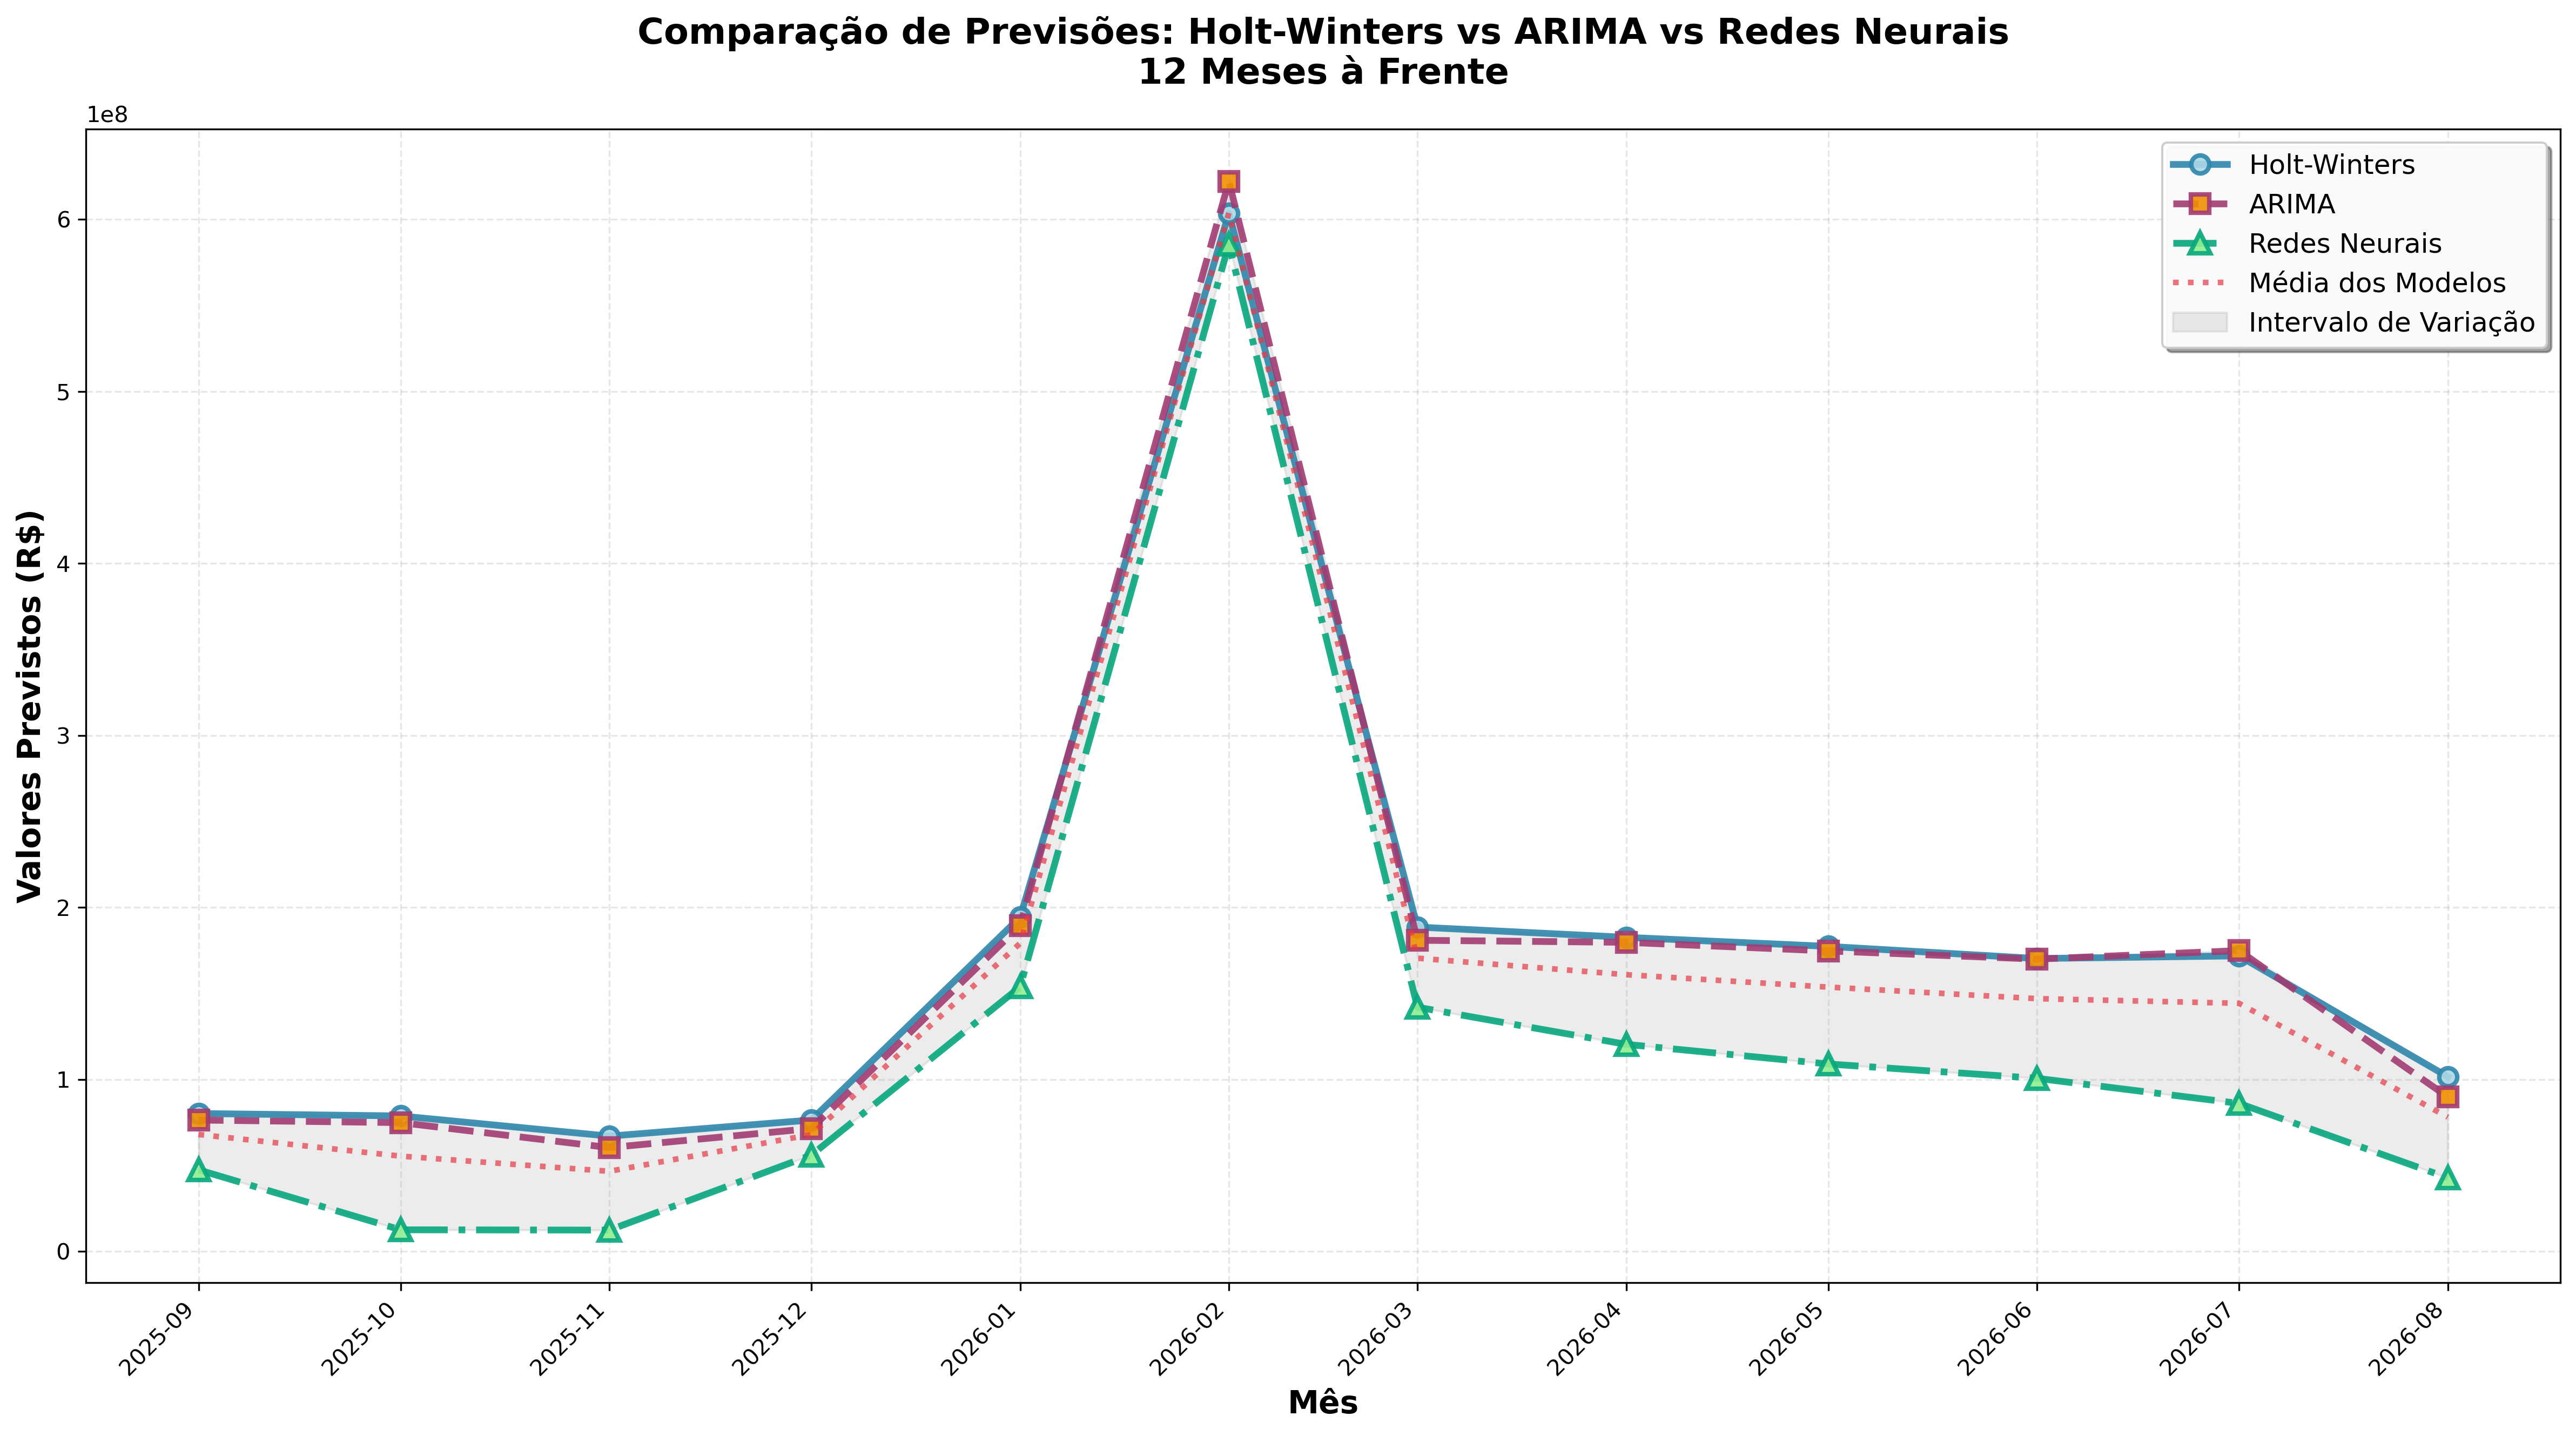 Comparação de Previsões: Holt-Winters vs ARIMA vs Redes Neurais
12 Meses à Frente
1e8
Holt-Winters
ARIMA
Redes Neurais
Média dos Modelos
Intervalo de Variação
Valores Previstos (R$)
6
5
4
3
2
1
0
2025-09
2025-10
2025-11
2025-12
2026-01
2026-02
2026-03
2026-04
2026-05
2026-06
2026-07
2026-08
Mês